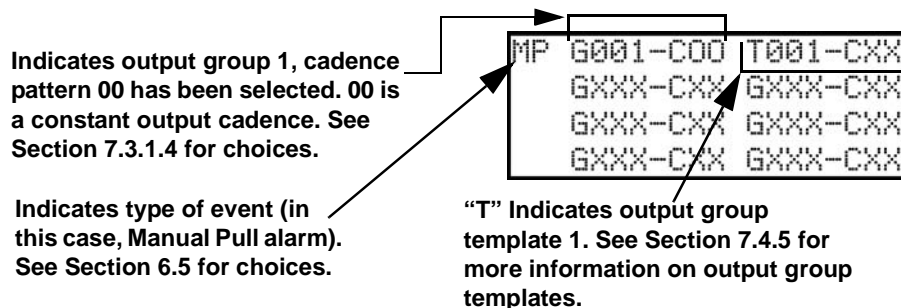 Indicates output group 1, cadence
pattern 00 has been selected. 00 is
a constant output cadence. See
Section 7.3.1.4 for choices.
Indicates type of event (in
this case, Manual Pull alarm).
See Section 6.5 for choices.
MP G001-C00 T001-CXX
GXXX-CXX GXXX-CXX
GXXX-CXX GXXX-CXX
GXXX-CXX GXXX-CXX
“T” Indicates output group
template 1. See Section 7.4.5 for
more information on output group
templates.